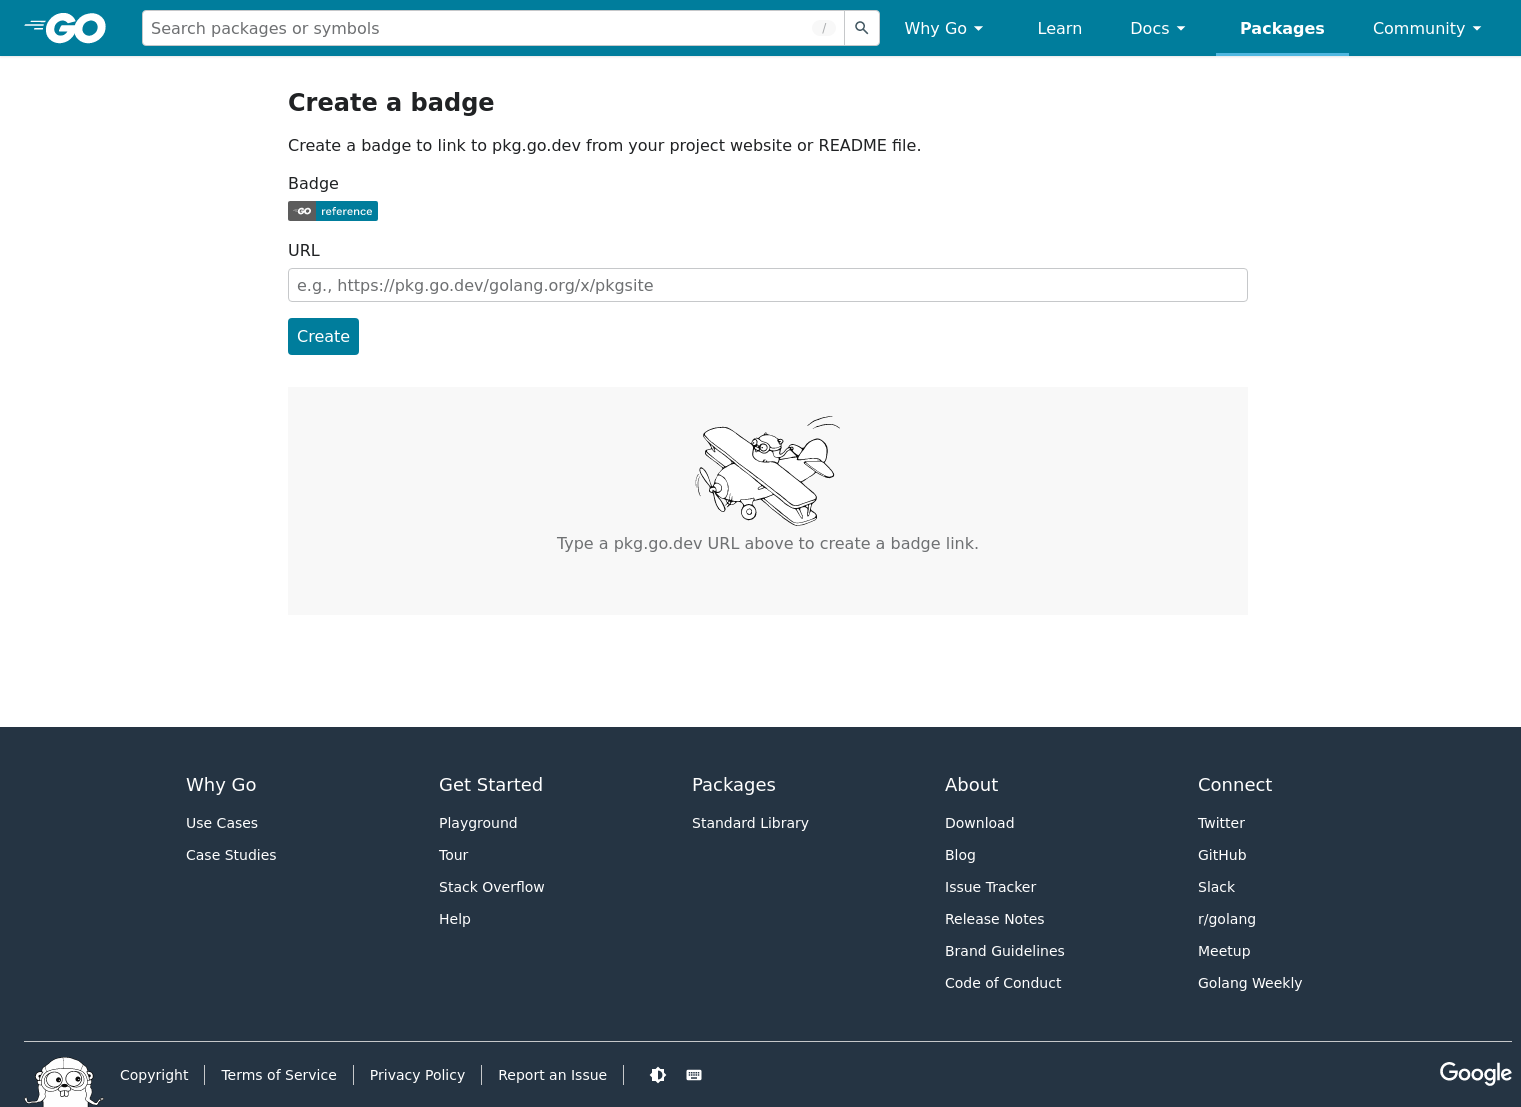 GO
Search packages or symbols
/
Why Go
Learn
Docs
Packages
Community
Create a badge
Create a badge to link to pkg.go.dev from your project website or README file.
Badge
GO reference
URL
e.g., https://pkg.go.dev/golang.org/x/pkgsite
Create
Type a pkg.go.dev URL above to create a badge link.
Why Go
Use Cases
Case Studies
Get Started
Playground
Tour
Stack Overflow
Help
Packages
Standard Library
About
Download
Blog
Issue Tracker
Release Notes
Brand Guidelines
Code of Conduct
Connect
Twitter
GitHub
Slack
r/golang
Meetup
Golang Weekly
Copyright
Terms of Service
Privacy Policy
Report an Issue
Google